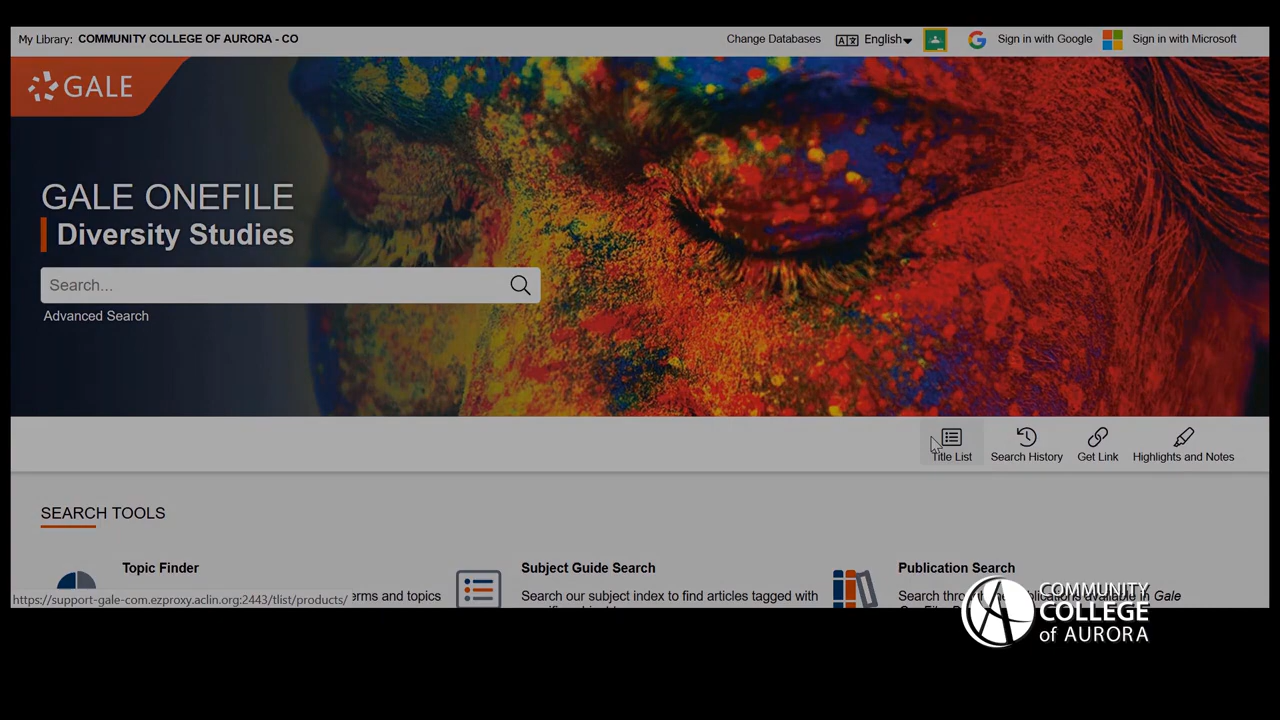 My Library: COMMUNITY COLLEGE OF AURORA - CO
Change Databases
English
Sign in with Google
Sign in with Microsoft
GALE
GALE ONEFILE
Diversity Studies
Search...
Advanced Search
Title List
Search History
Get Link
Highlights and Notes
SEARCH TOOLS
Topic Finder
Subject Guide Search
Publication Search
https://support-gale-com.ezproxy.aclin.org:2443/tlist/products/
and topics
Search our subject index to find articles tagged with
available in Gale
COMMUNITY
COLLEGE
of AURORA